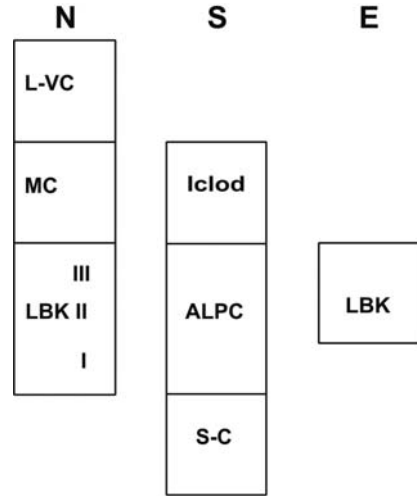 N S E
L-VC
MC Iclod
III
LBK II ALPC LBK
I
S-C